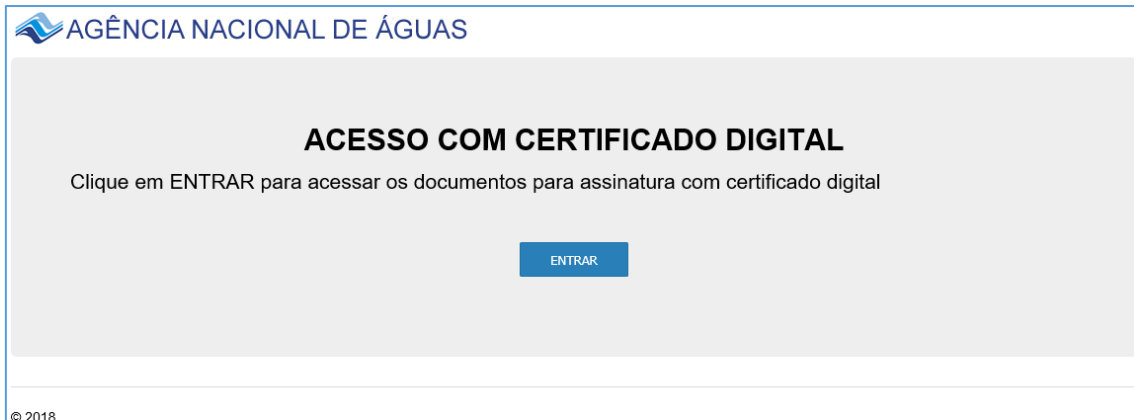 AGÊNCIA NACIONAL DE ÁGUAS
ACESSO COM CERTIFICADO DIGITAL
Clique em ENTRAR para acessar os documentos para assinatura com certificado digital
ENTRAR
© 2018